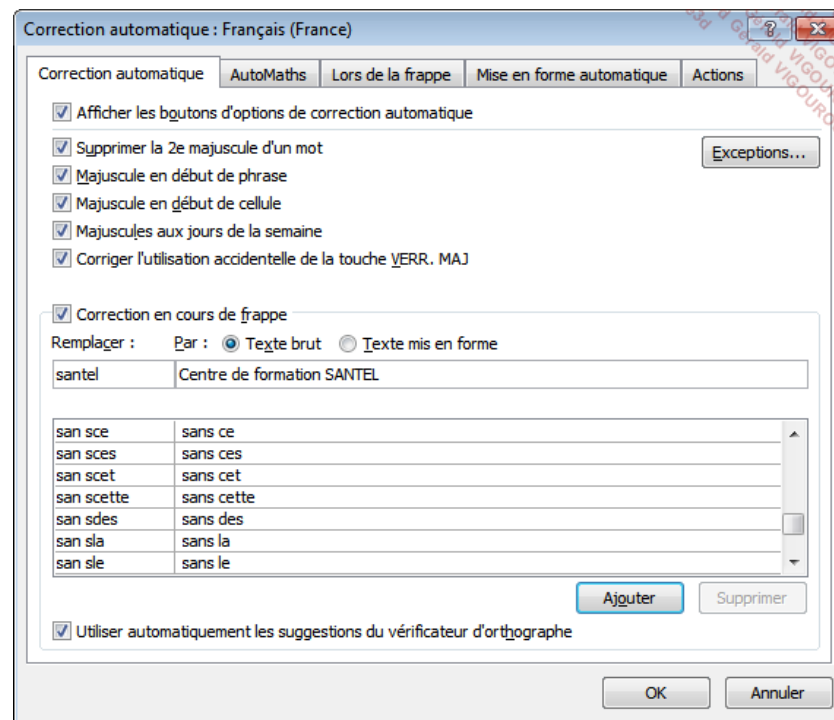 Correction automatique : Français (France)
Correction automatique AutoMaths Lors de la frappe Mise en forme automatique Actions
Afficher les boutons d'options de correction automatique
Supprimer la 2e majuscule d'un mot
Exceptions...
Majuscule en début de phrase
Majuscule en début de cellule
Majuscules aux jours de la semaine
Corriger l'utilisation accidentelle de la touche VERR. MAJ
Correction en cours de frappe
Remplacer : Par : Texte brut Texte mis en forme
santel Centre de formation SANTEL
san sce sans ce
san sces sans ces
san scet sans cet
san scette sans cette
san sdes sans des
san sla sans la
san sle sans le
Ajouter Supprimer
Utiliser automatiquement les suggestions du vérificateur d'orthographe
OK Annuler